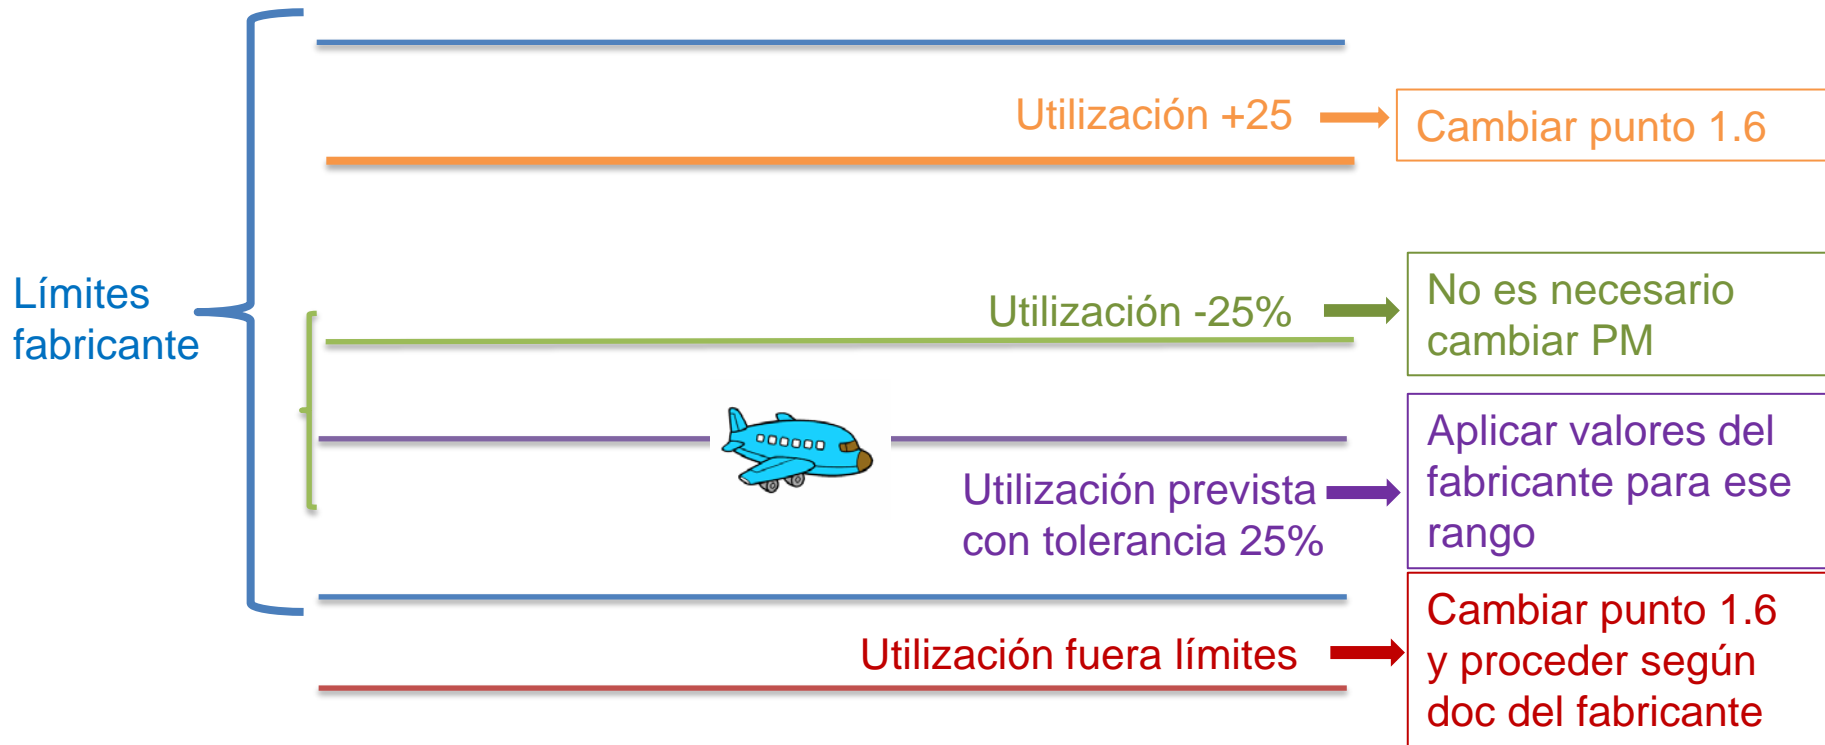 Utilización +25
Cambiar punto 1.6
Límites
fabricante
Utilización -25%
No es necesario
cambiar PM
Utilización prevista
con tolerancia 25%
Aplicar valores del
fabricante para ese
rango
Utilización fuera límites
Cambiar punto 1.6
y proceder según
doc del fabricante